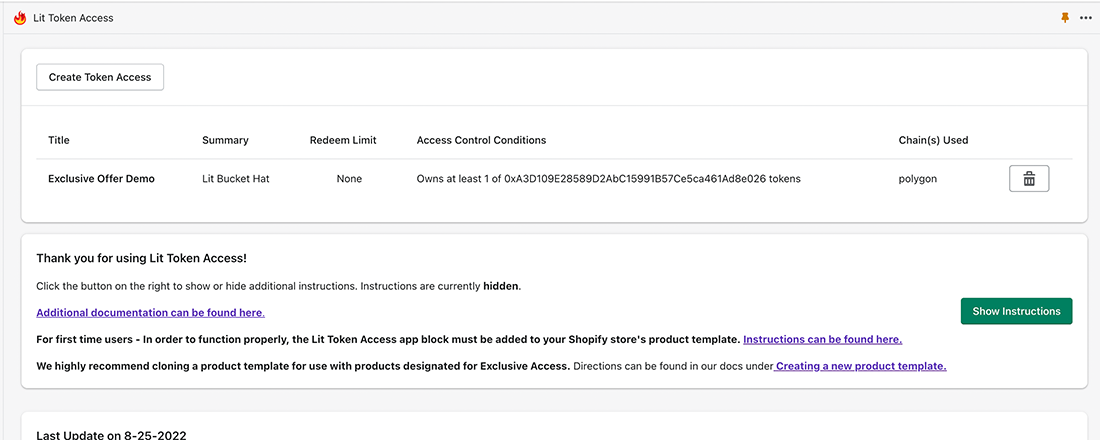 Lit Token Access
Create Token Access
Title Summary Redeem Limit Access Control Conditions Chain(s) Used
Exclusive Offer Demo Lit Bucket Hat None Owns at least 1 of 0xA3D109E28589D2AbC15991B57Ce5ca461Ad8e026 tokens polygon
Thank you for using Lit Token Access!
Click the button on the right to show or hide additional instructions. Instructions are currently hidden.
Additional documentation can be found here.
Show Instructions
For first time users - In order to function properly, the Lit Token Access app block must be added to your Shopify store's product template. Instructions can be found here.
We highly recommend cloning a product template for use with products designated for Exclusive Access. Directions can be found in our docs under Creating a new product template.
Last Update on 8-25-2022